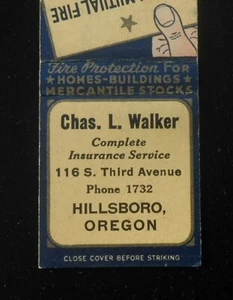 MUTUAL FIRE
Fire Protection FOR
HOMES-BUILDINGS
MERCANTILE STOCKS
Chas. L. Walker
Complete
Insurance Service
116 S. Third Avenue
Phone 1732
HILLSBORO,
OREGON
CLOSE COVER BEFORE STRIKING